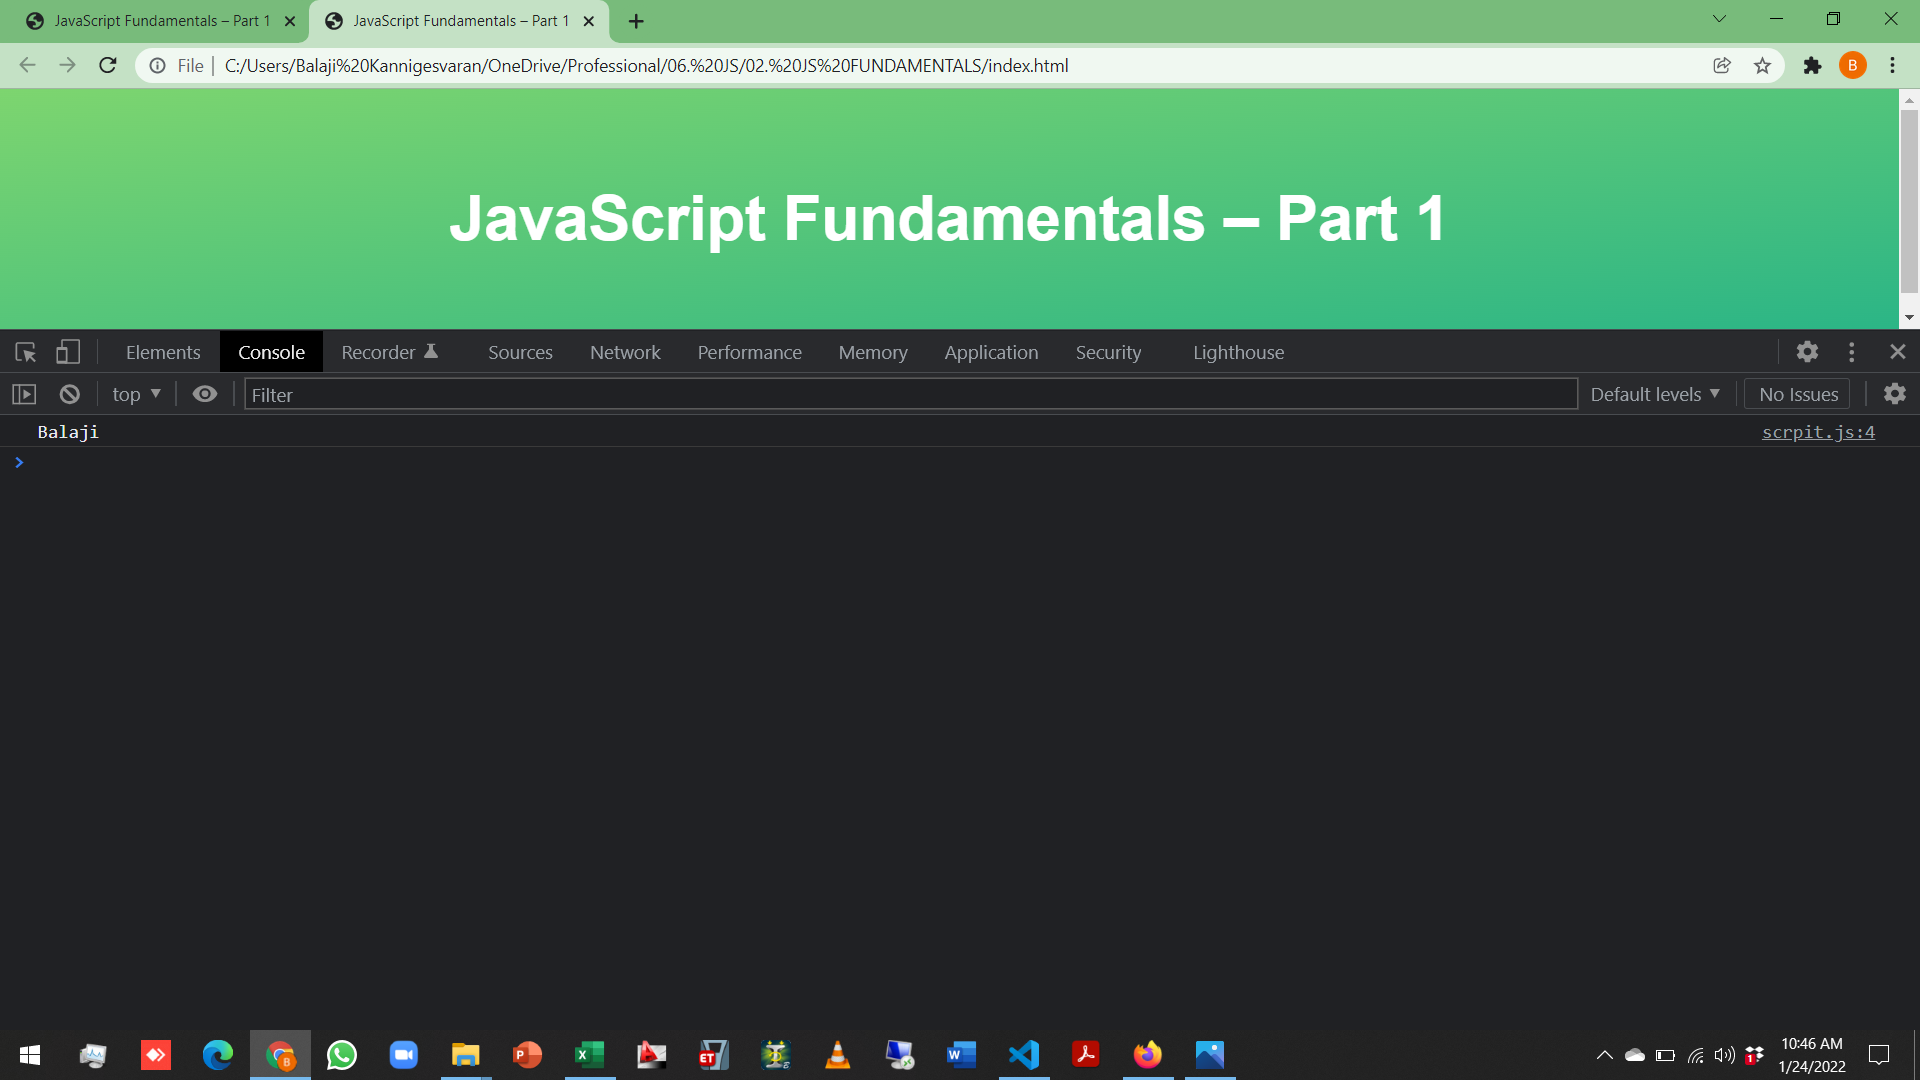 JavaScript Fundamentals – Part 1
JavaScript Fundamentals – Part 1
File
C:/Users/Balaji%20Kannigesvaran/OneDrive/Professional/06.%20JS/02.%20JS%20FUNDAMENTALS/index.html
B
JavaScript Fundamentals – Part 1
Elements
Console
Recorder
Sources
Network
Performance
Memory
Application
Security
Lighthouse
top
Filter
Default levels
No Issues
Balaji
scrpit.js:4
B
P
X
ET
W
1
10:46 AM
1/24/2022